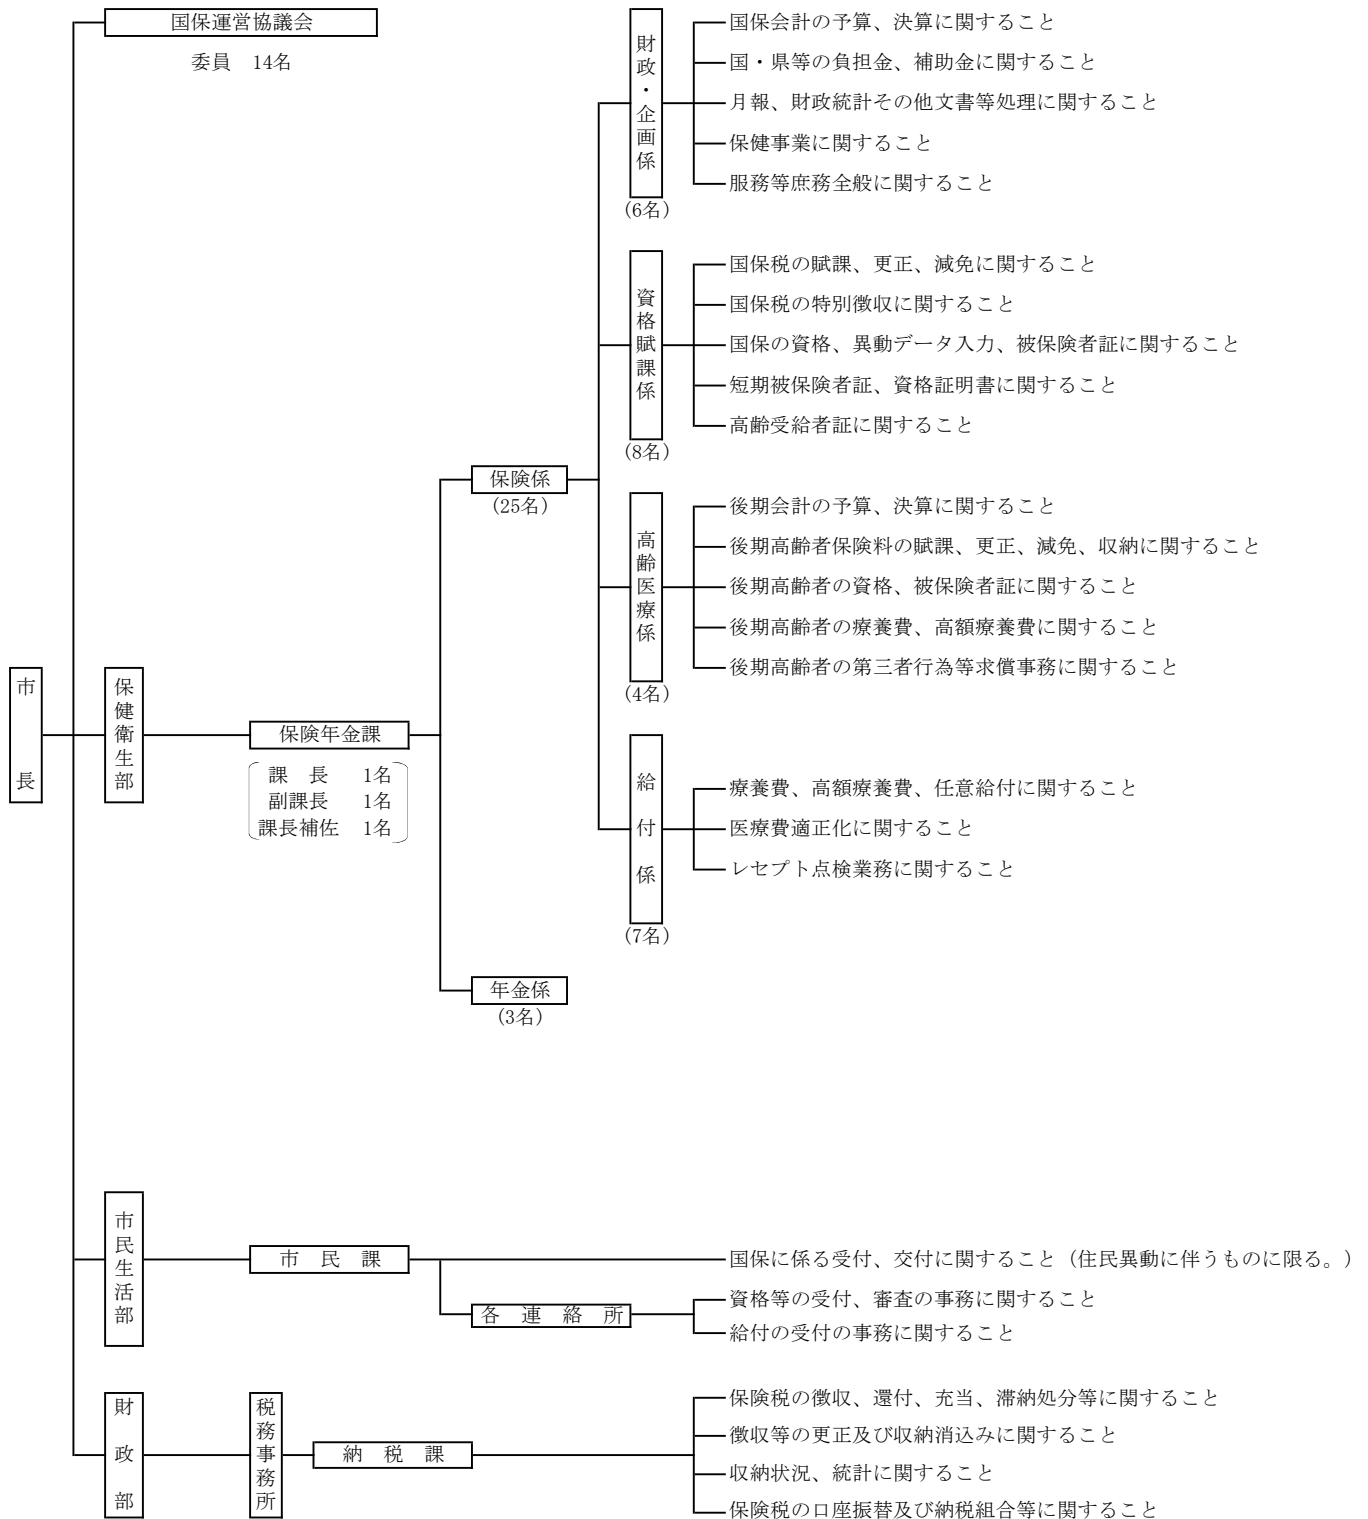 国保運営協議会
委員　14名
財政・企画係
(6名)
国保会計の予算、決算に関すること
国・県等の負担金、補助金に関すること
月報、財政統計その他文書等処理に関すること
保健事業に関すること
服務等庶務全般に関すること
資格賦課係
(8名)
国保税の賦課、更正、減免に関すること
国保税の特別徴収に関すること
国保の資格、異動データ入力、被保険者証に関すること
短期被保険者証、資格証明書に関すること
高齢受給者証に関すること
保険係
(25名)
高齢医療係
(4名)
後期会計の予算、決算に関すること
後期高齢者保険料の賦課、更正、減免、収納に関すること
後期高齢者の資格、被保険者証に関すること
後期高齢者の療養費、高額療養費に関すること
後期高齢者の第三者行為等求償事務に関すること
市長
保健衛生部
保険年金課
課　長　1名
副課長　1名
課長補佐　1名
給付係
(7名)
療養費、高額療養費、任意給付に関すること
医療費適正化に関すること
レセプト点検業務に関すること
年金係
(3名)
市民生活部
市　民　課
国保に係る受付、交付に関すること（住民異動に伴うものに限る。）
各　連　絡　所
資格等の受付、審査の事務に関すること
給付の受付の事務に関すること
財政部
税務事務所
納　税　課
保険税の徴収、還付、充当、滞納処分等に関すること
徴収等の更正及び収納消込みに関すること
収納状況、統計に関すること
保険税の口座振替及び納税組合等に関すること